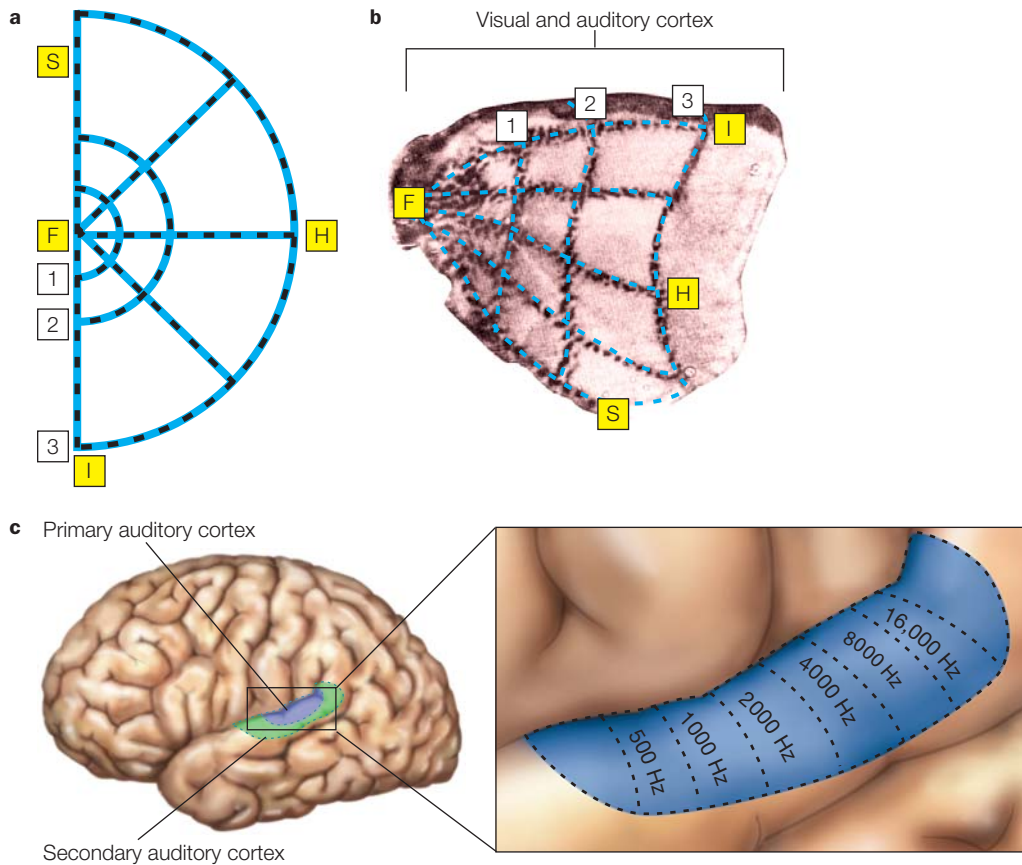 a
S
F
H
1
2
3
I
b
Visual and auditory cortex
1
2
3
I
F
H
S
c
Primary auditory cortex
Secondary auditory cortex
500 Hz
1000 Hz
2000 Hz
4000 Hz
8000 Hz
16,000 Hz